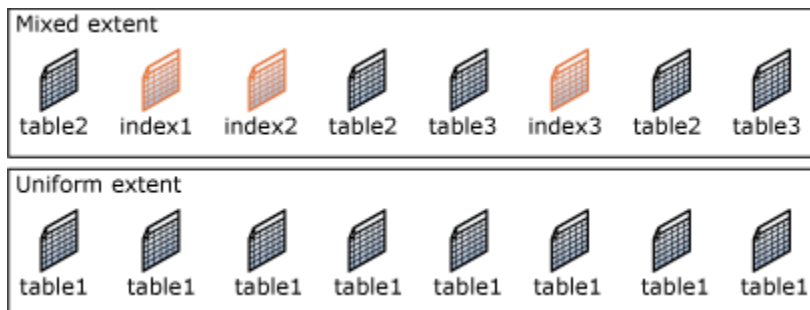 Mixed extent
table2 index1 index2 table2 table3 index3 table2 table3
Uniform extent
table1 table1 table1 table1 table1 table1 table1 table1